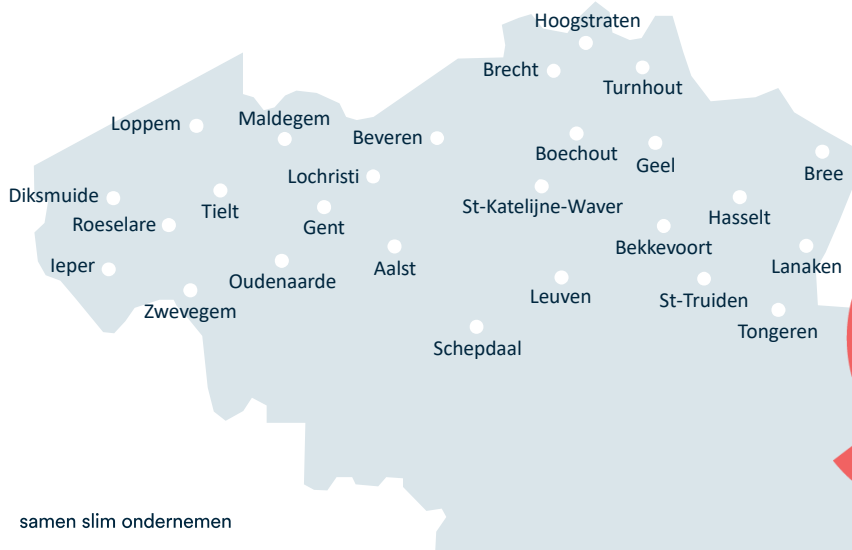 Hoogstraten
Brecht
Turnhout
Loppem
Maldegem
Beveren
Boechout
Geel
Bree
Lochristi
Diksmuide
Tielt
St-Katelijne-Waver
Hasselt
Roeselare
Gent
Bekkevoort
Ieper
Oudenaarde
Aalst
Lanaken
Zwevegem
Leuven
St-Truiden
Tongeren
Schepdaal
samen slim ondernemen